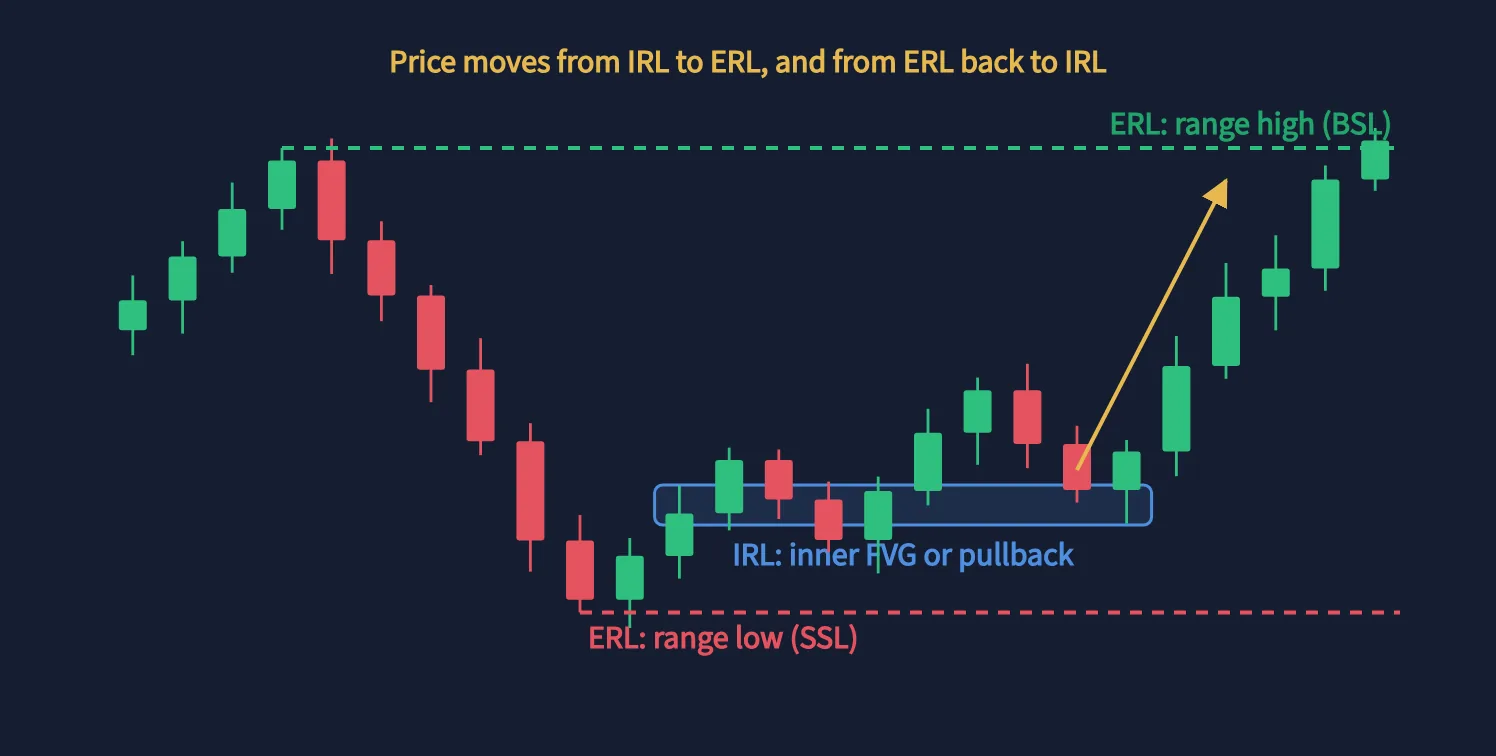 Price moves from IRL to ERL, and from ERL back to IRL
ERL: range high (BSL)
IRL: inner FVG or pullback
ERL: range low (SSL)